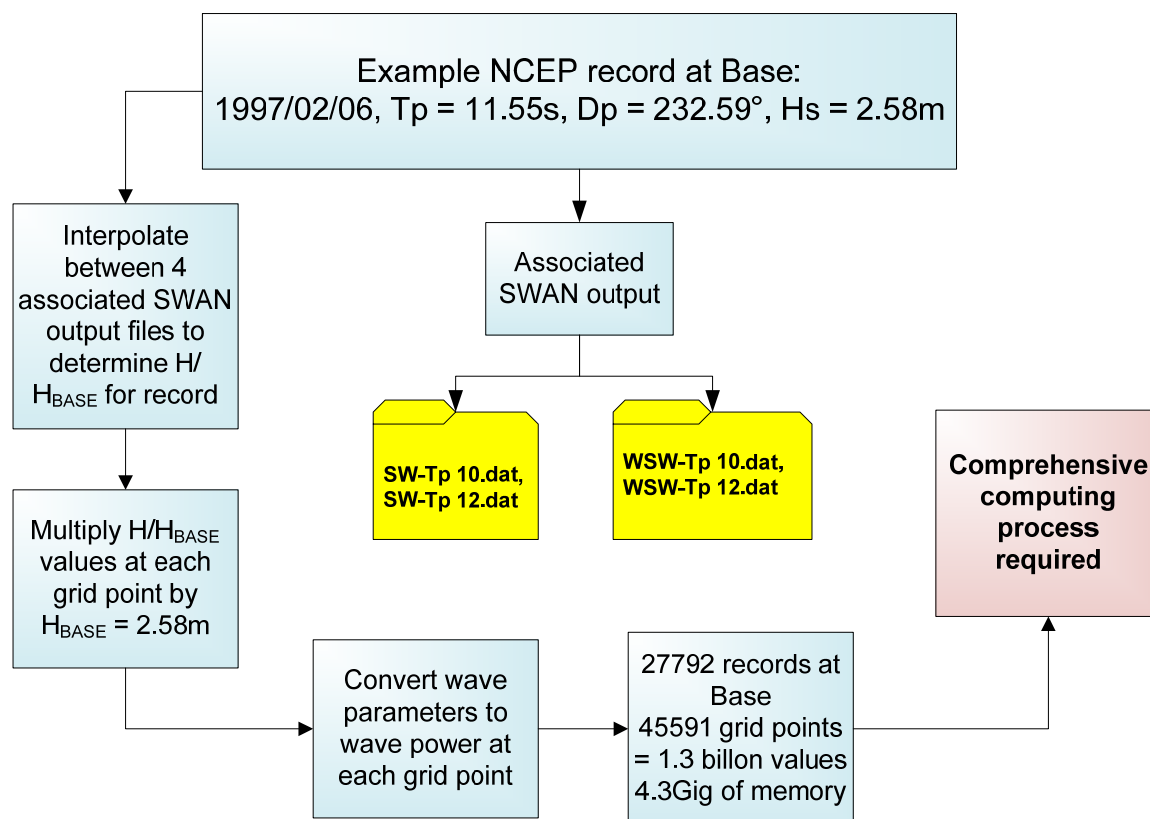 Example NCEP record at Base:
1997/02/06, Tp = 11.55s, Dp = 232.59°, Hs = 2.58m
Interpolate
between 4
associated SWAN
output files to
determine H/
HBASE for record
Associated
SWAN output
SW-Tp 10.dat,
SW-Tp 12.dat
WSW-Tp 10.dat,
WSW-Tp 12.dat
Multiply H/HBASE
values at each
grid point by
HBASE = 2.58m
Convert wave
parameters to
wave power at
each grid point
27792 records at
Base
45591 grid points
= 1.3 billon values
4.3Gig of memory
Comprehensive
computing
process
required